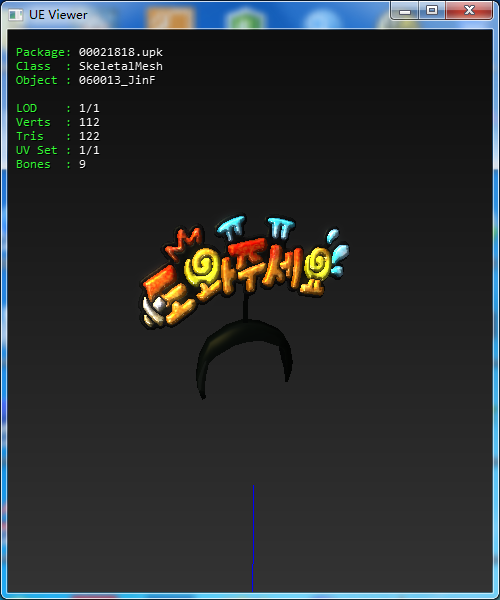 UE Viewer
Package: 00021818.upk
Class : SkeletalMesh
Object : 060013_JinF
LOD : 1/1
Verts : 112
Tris : 122
UV Set : 1/1
Bones : 9
ㅠㅠ
도와주세요